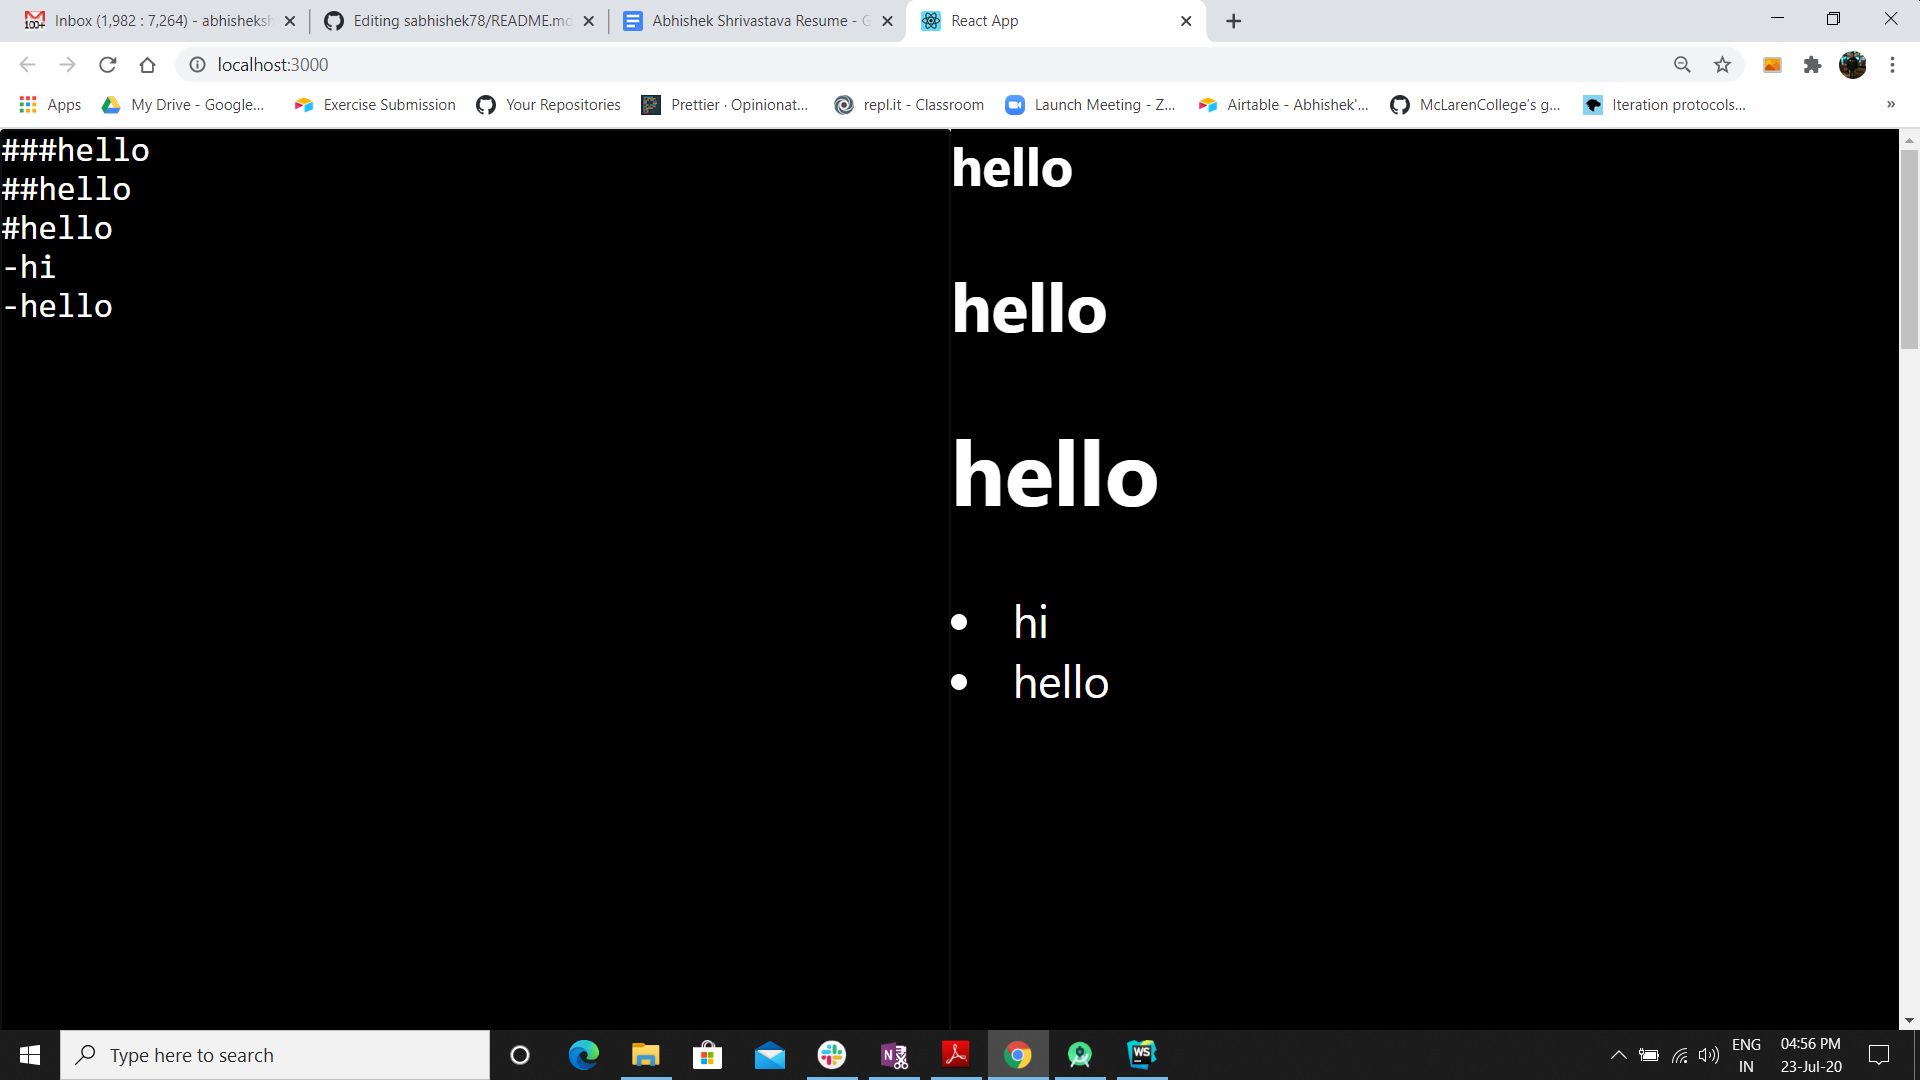 Inbox (1,982 : 7,264) - abhisheksh
Editing sabhishek78/README.md
Abhishek Shrivastava Resume - G
React App
localhost:3000
Apps
My Drive - Google...
Exercise Submission
Your Repositories
Prettier · Opinionat...
repl.it - Classroom
Launch Meeting - Z...
Airtable - Abhishek'...
McLarenCollege's g...
Iteration protocols...
»
###hello
##hello
#hello
-hi
-hello
hello
hello
hello
hi
hello
Type here to search
ENG
IN
04:56 PM
23-Jul-20